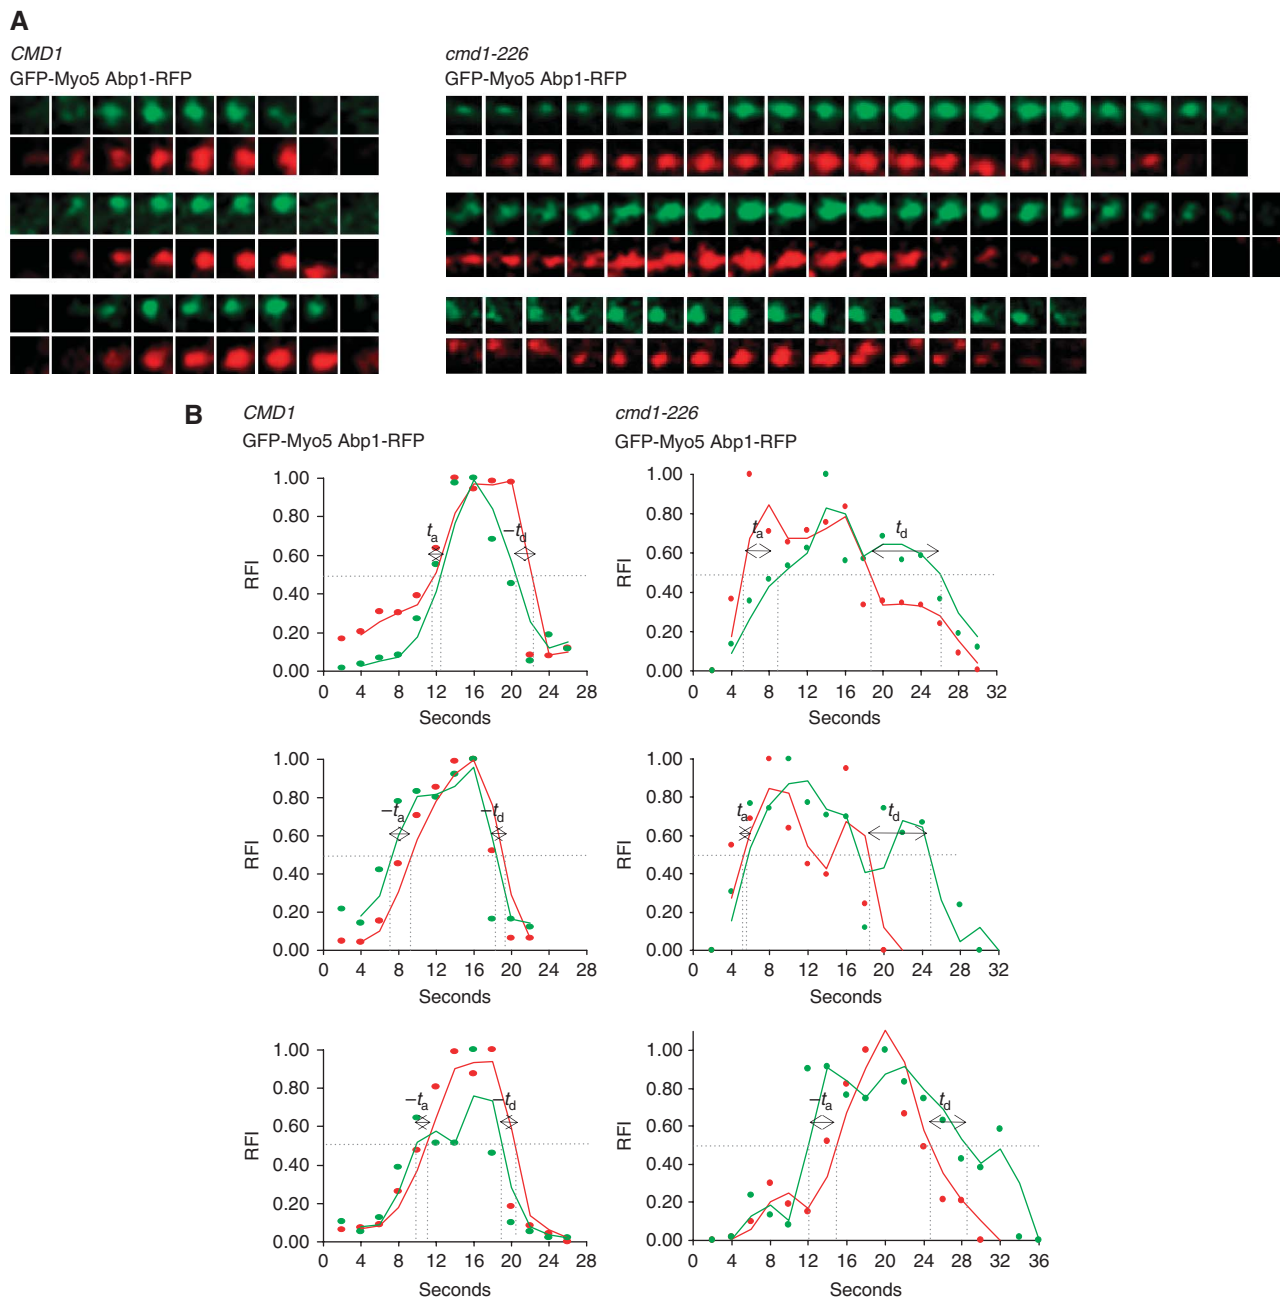 A
CMD1 cmd1-226
GFP-Myo5 Abp1-RFP GFP-Myo5 Abp1-RFP
B CMD1 cmd1-226
GFP-Myo5 Abp1-RFP GFP-Myo5 Abp1-RFP
1.00 1.00
0.80 0.80
ta −td ta td
0.60 0.60
RFI RFI
0.40 0.40
0.20 0.20
0.00 0.00
0 4 8 12 16 20 24 28 0 4 8 12 16 20 24 28 32
Seconds Seconds
1.00 1.00
0.80 0.80
−ta −td ta td
0.60 0.60
RFI RFI
0.40 0.40
0.20 0.20
0.00 0.00
0 4 8 12 16 20 24 28 0 4 8 12 16 20 24 28 32
Seconds Seconds
1.00 1.00
0.80 0.80
−ta −td −ta td
0.60 0.60
RFI RFI
0.40 0.40
0.20 0.20
0.00 0.00
0 4 8 12 16 20 24 28 0 4 8 12 16 20 24 28 32 36
Seconds Seconds